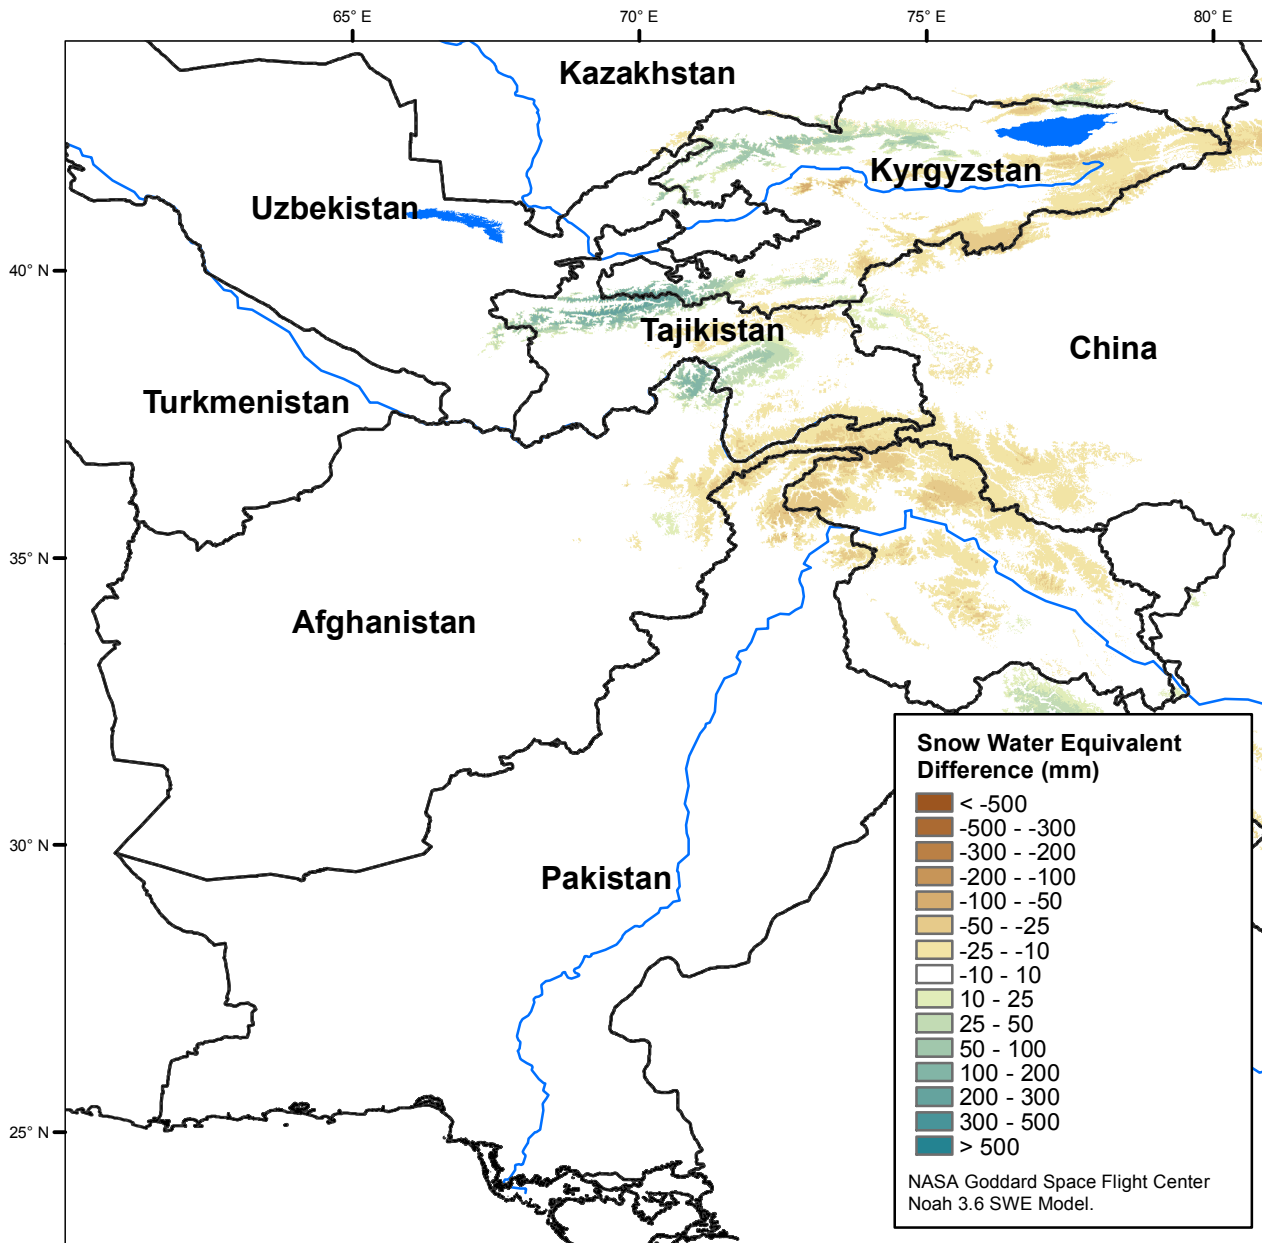 65° E
70° E
75° E
80° E
Kazakhstan
Kyrgyzstan
Uzbekistan
40° N
Tajikistan
China
Turkmenistan
35° N
Afghanistan
30° N
Pakistan
25° N
Snow Water Equivalent
Difference (mm)
< -500
-500 - -300
-300 - -200
-200 - -100
-100 - -50
-50 - -25
-25 - -10
-10 - 10
10 - 25
25 - 50
50 - 100
100 - 200
200 - 300
300 - 500
> 500
NASA Goddard Space Flight Center
Noah 3.6 SWE Model.